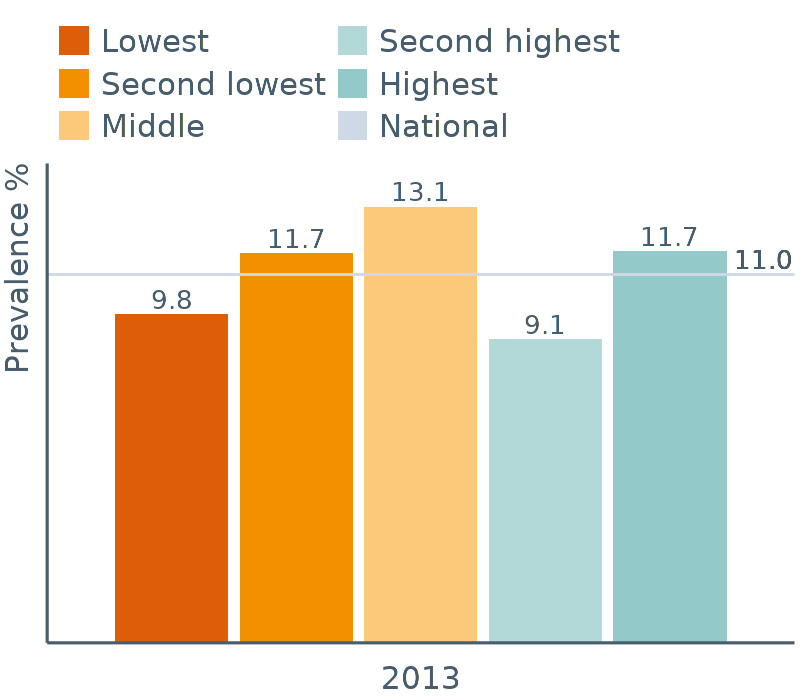 Lowest
Second lowest
Middle
Second highest
Highest
National
Prevalence %
9.8
11.7
13.1
9.1
11.7
11.0
2013